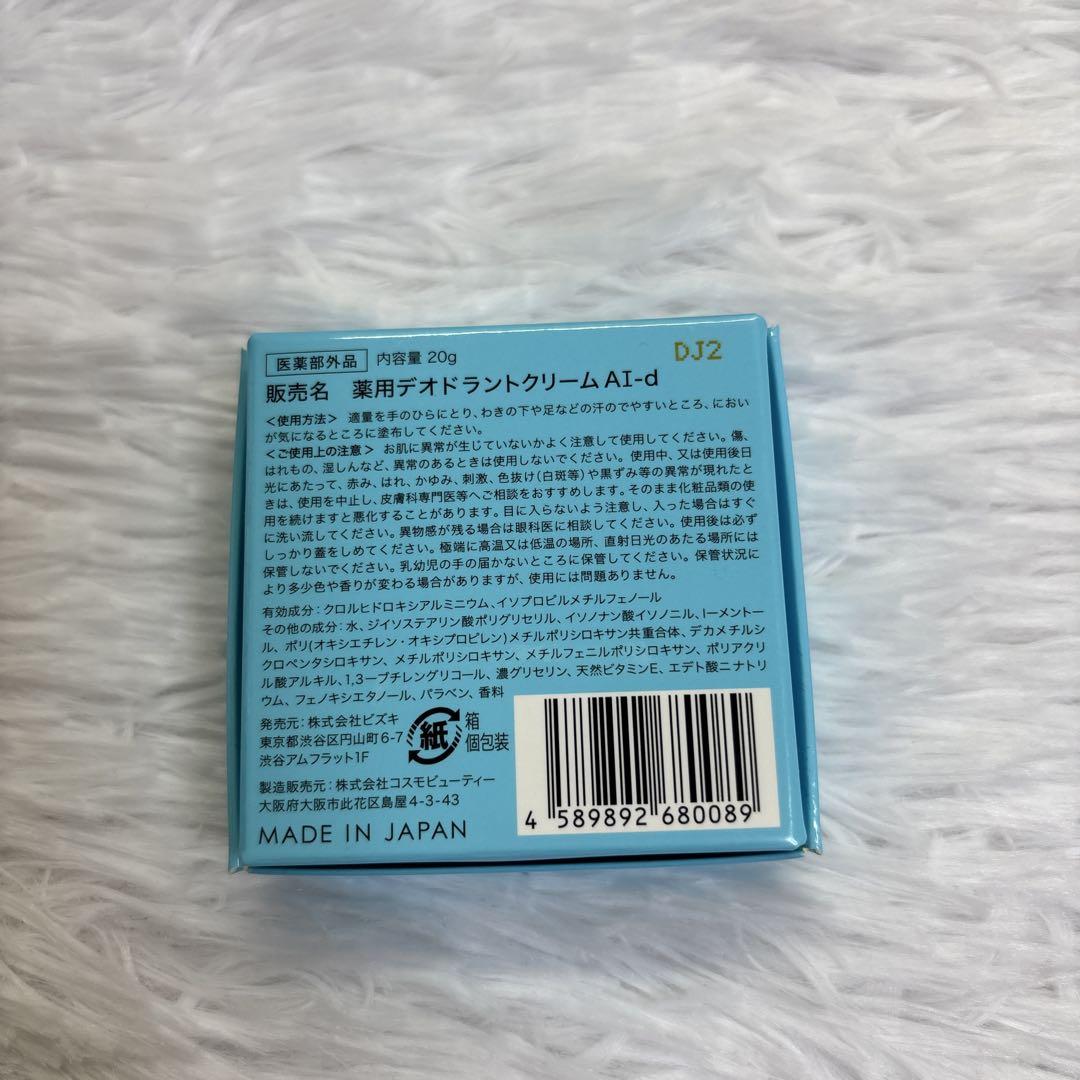 医薬部外品 内容量 20g DJ2
販売名 薬用デオドラントクリームAI-d
＜使用方法＞ 適量を手のひらにとり、わきの下や足などの汗のでやすいところ、におい
が気になるところに塗布してください。
＜ご使用上の注意＞ お肌に異常が生じていないかよく注意して使用してください。傷、
はれもの、湿しんなど、異常のあるときは使用しないでください。使用中、又は使用後日
光にあたって、赤み、はれ、かゆみ、刺激、色抜け（白斑等）や黒ずみ等の異常が現れたと
きは、使用を中止し、皮膚科専門医等へご相談をおすすめします。そのまま化粧品類の使
用を続けますと悪化することがあります。目に入らないよう注意し、入った場合はすぐ
に洗い流してください。異物感が残る場合は眼科医に相談してください。使用後は必ず
しっかり蓋をしめてください。極端に高温又は低温の場所、直射日光のあたる場所には
保管しないでください。乳幼児の手の届かないところに保管してください。保管状況に
より多少色や香りが変わる場合がありますが、使用には問題ありません。
有効成分：クロルヒドロキシアルミニウム、イソプロピルメチルフェノール
その他の成分：水、ジイソステアリン酸ポリグリセリル、イソノナン酸イソノニル、l－メントー
ル、ポリ(オキシエチレン・オキシプロピレン)メチルポリシロキサン共重合体、デカメチルシ
クロペンタシロキサン、メチルポリシロキサン、メチルフェニルポリシロキサン、ポリアクリ
ル酸アルキル、1,3－ブチレングリコール、濃グリセリン、天然ビタミンE、エデト酸ニナトリ
ウム、フェノキシエタノール、パラベン、香料
発売元：株式会社ビズキ
東京都渋谷区円山町6-7
渋谷アムフラット1F
紙
箱
個包装
製造販売元：株式会社コスモビューティー
大阪府大阪市此花区島屋4-3-43
MADE IN JAPAN
4 589892 680089